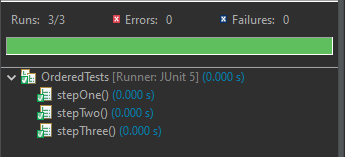 Runs: 3/3 Errors: 0 Failures: 0
OrderedTests [Runner: JUnit 5] (0.000 s)
stepOne() (0.000 s)
stepTwo() (0.000 s)
stepThree() (0.000 s)